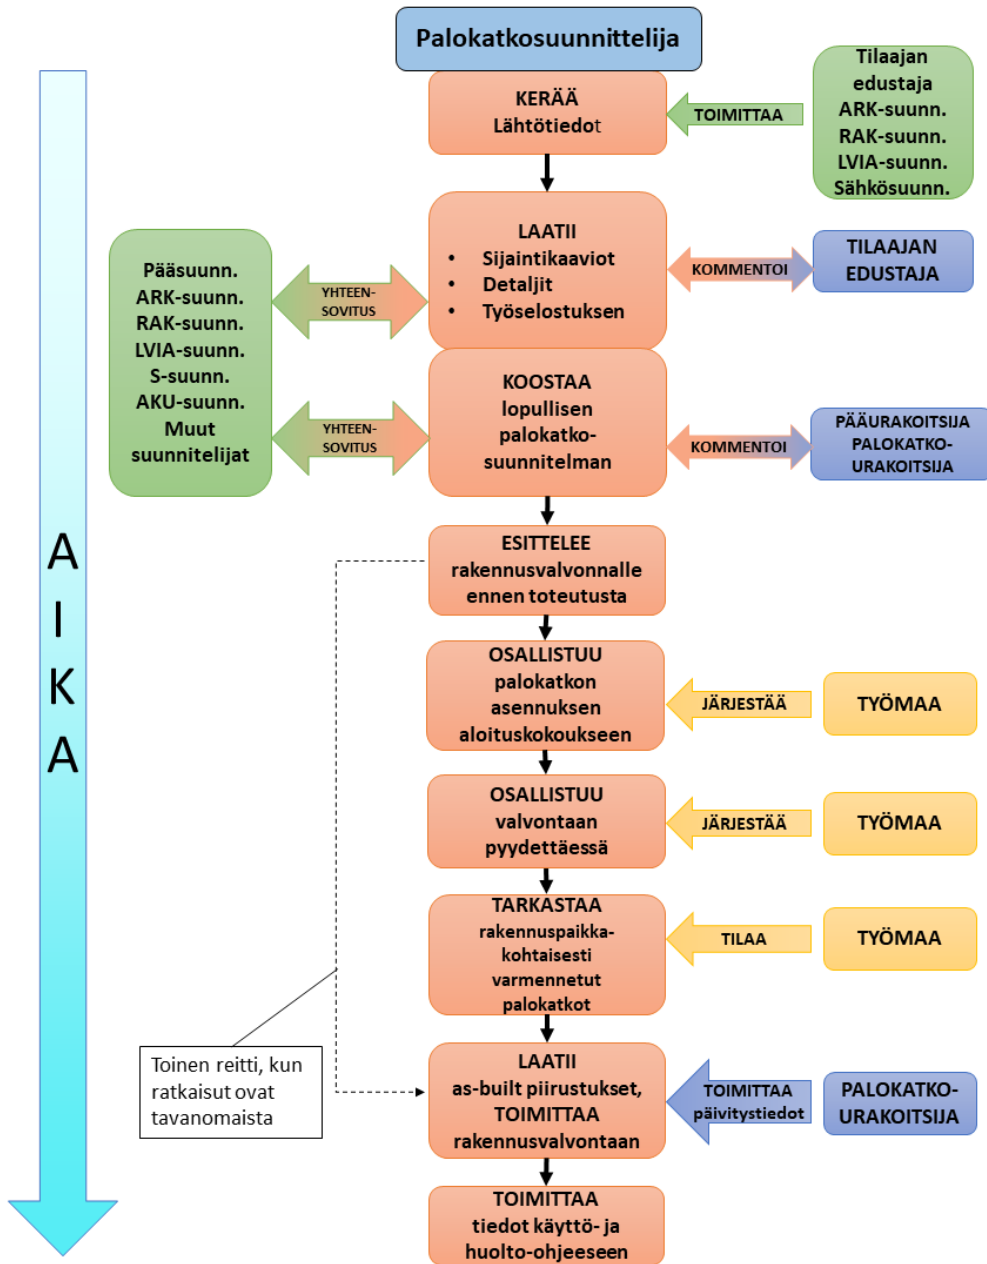 Palokatkosuunnittelija
KERÄÄ
Lähtötiedot
TOIMITTAA
Tilaajan
edustaja
ARK-suunn.
RAK-suunn.
LVIA-suunn.
Sähkösuunn.
LAATII
• Sijaintikaaviot
• Detaljit
• Työselostuksen
KOMMENTOI
TILAAJAN
EDUSTAJA
Pääsuunn.
ARK-suunn.
RAK-suunn.
LVIA-suunn.
S-suunn.
AKU-suunn.
Muut
suunnitelijat
YHTEEN-
SOVITUS
YHTEEN-
SOVITUS
KOOSTAA
lopullisen
palokatko-
suunnitelman
KOMMENTOI
PÄÄURAKOITSIJA
PALOKATKO-
URAKOITSIJA
A
I
K
A
ESITTELEE
rakennusvalvonnalle
ennen toteutusta
OSALLISTUU
palokatkon
asennuksen
aloituskokoukseen
JÄRJESTÄÄ
TYÖMAA
OSALLISTUU
valvontaan
pyydettäessä
JÄRJESTÄÄ
TYÖMAA
TARKASTAA
rakennuspaikka-
kohtaisesti
varmennetut
palokatkot
TILAA
TYÖMAA
Toinen reitti, kun
ratkaisut ovat
tavanomaista
LAATII
as-built piirustukset,
TOIMITTAA
rakennusvalvontaan
TOIMITTAA
päivitystiedot
PALOKATKO-
URAKOITSIJA
TOIMITTAA
tiedot käyttö- ja
huolto-ohjeeseen